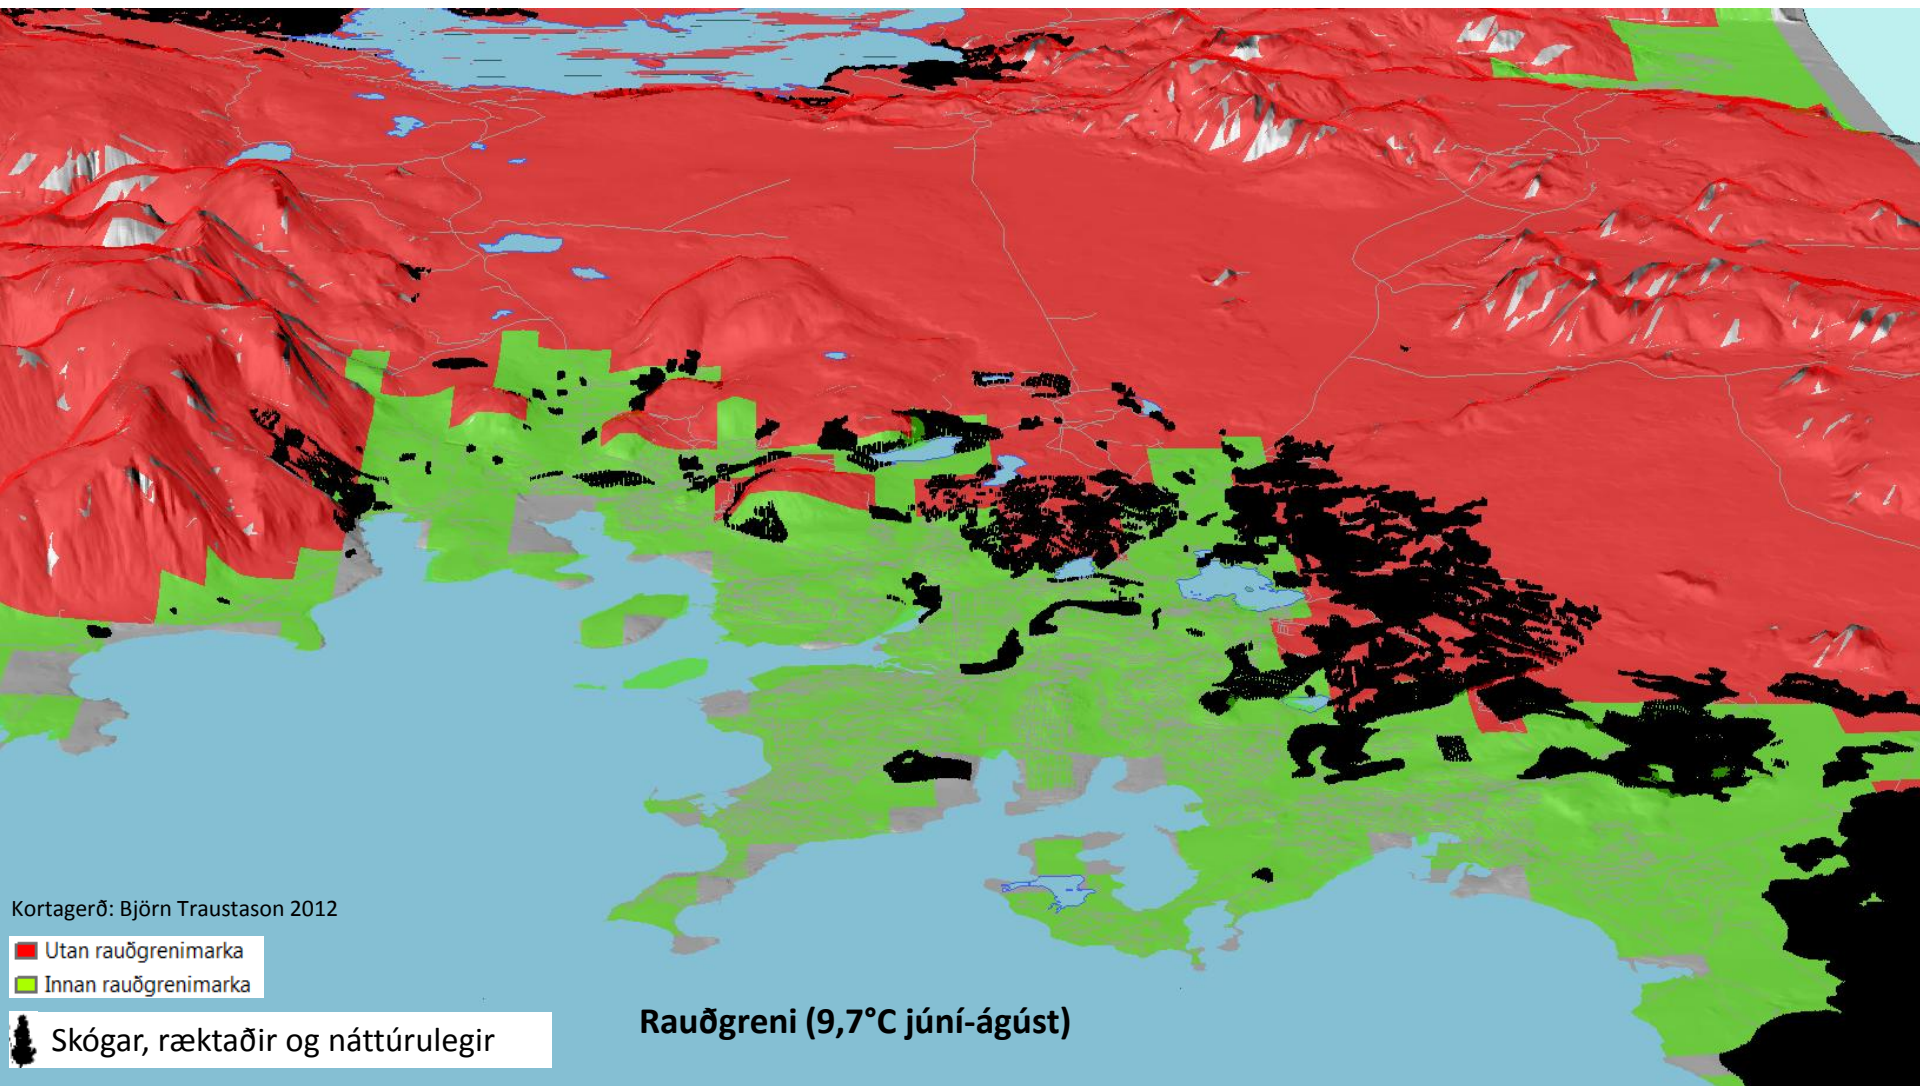 Kortagerð: Björn Traustason 2012
Utan rauðgrenimarka
Innan rauðgrenimarka
Skógar, ræktaðir og náttúrulegir
Rauðgreni (9,7°C júní-ágúst)